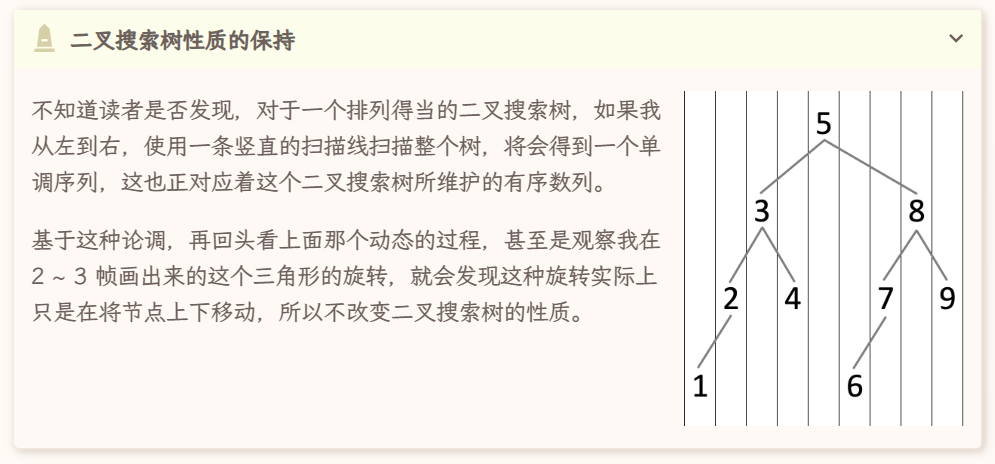 二叉搜索树性质的保持
不知道读者是否发现，对于一个排列得当的二叉搜索树，如果我
从左到右，使用一条竖直的扫描线扫描整个树，将会得到一个单
调序列，这也正对应着这个二叉搜索树所维护的有序数列。
基于这种论调，再回头看上面那个动态的过程，甚至是观察我在
2 ~ 3 帧画出来的这个三角形的旋转，就会发现这种旋转实际上
只是在将节点上下移动，所以不改变二叉搜索树的性质。
5
3 8
2 4 7 9
1 6